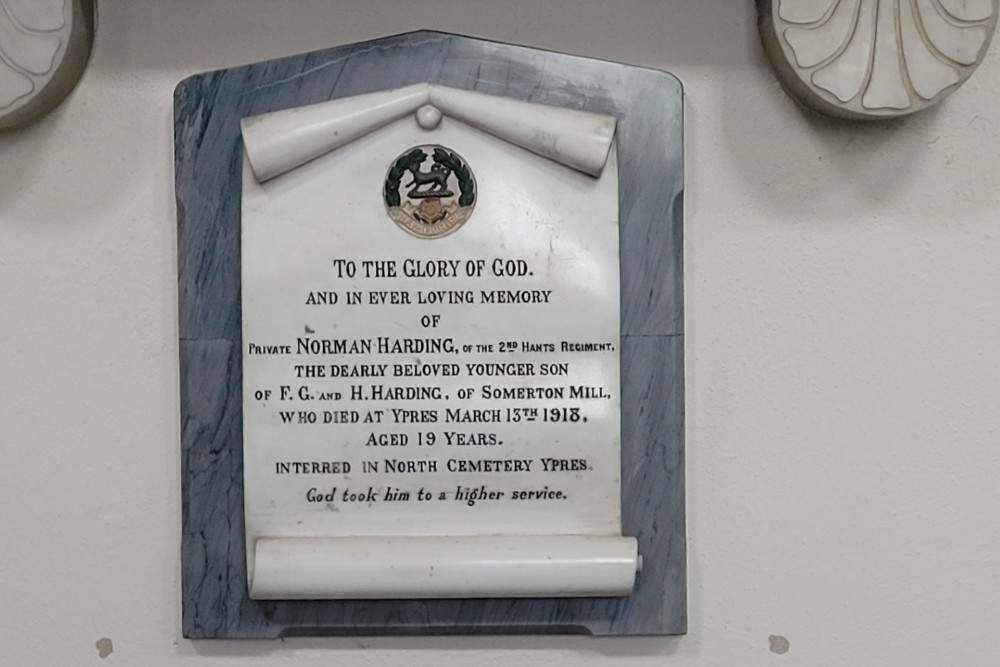 TO THE GLORY OF GOD.
AND IN EVER LOVING MEMORY
OF
PRIVATE NORMAN HARDING, OF THE 2ND HANTS REGIMENT,
THE DEARLY BELOVED YOUNGER SON
OF F. G. AND H. HARDING, OF SOMERTON MILL,
WHO DIED AT YPRES MARCH 13TH 1918,
AGED 19 YEARS.
INTERRED IN NORTH CEMETERY YPRES.
God took him to a higher service.